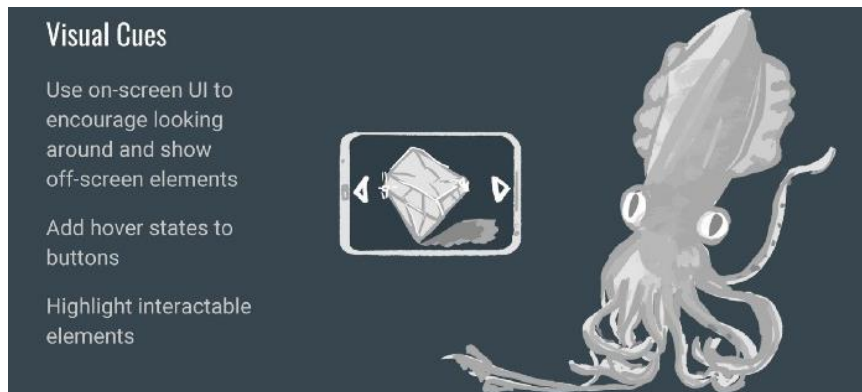 Visual Cues
Use on-screen UI to
encourage looking
around and show
off-screen elements
Add hover states to
buttons
Highlight interactable
elements